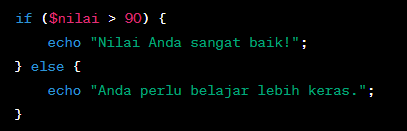 if ($nilai > 90) {
    echo "Nilai Anda sangat baik!";
} else {
    echo "Anda perlu belajar lebih keras.";
}